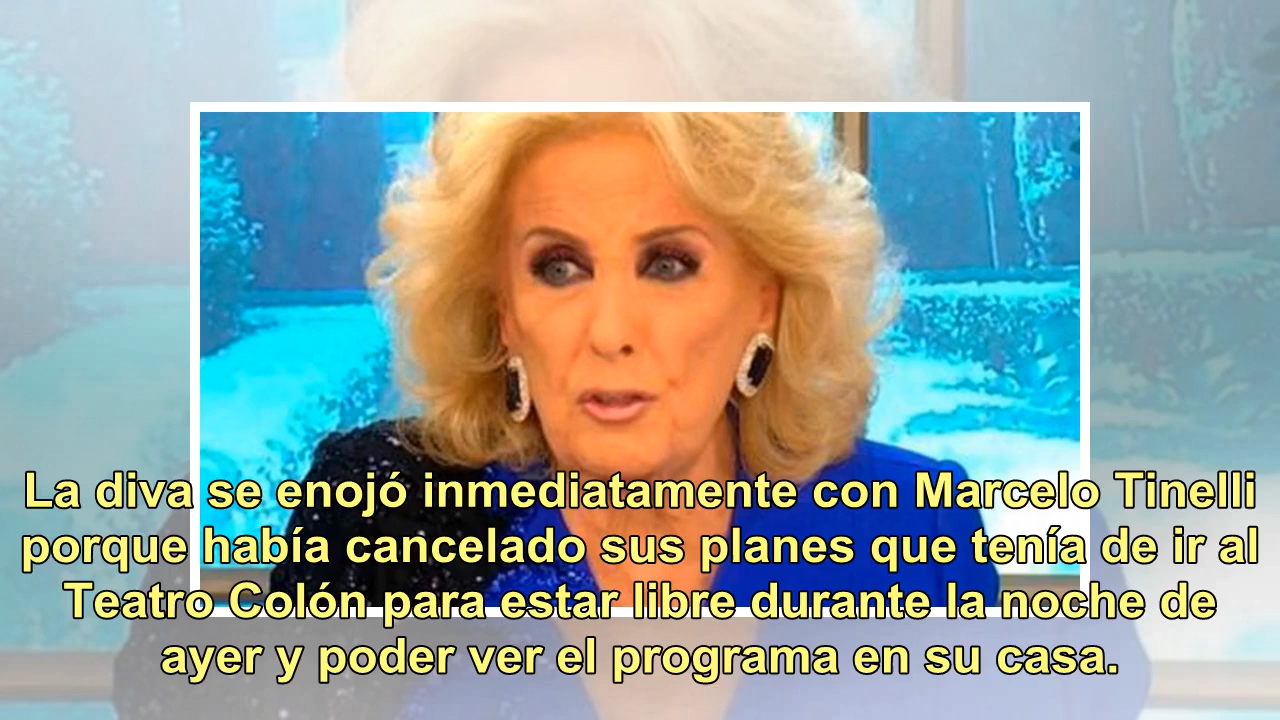 La diva se enojó inmediatamente con Marcelo Tinelli
porque había cancelado sus planes que tenía de ir al
Teatro Colón para estar libre durante la noche de
ayer y poder ver el programa en su casa.